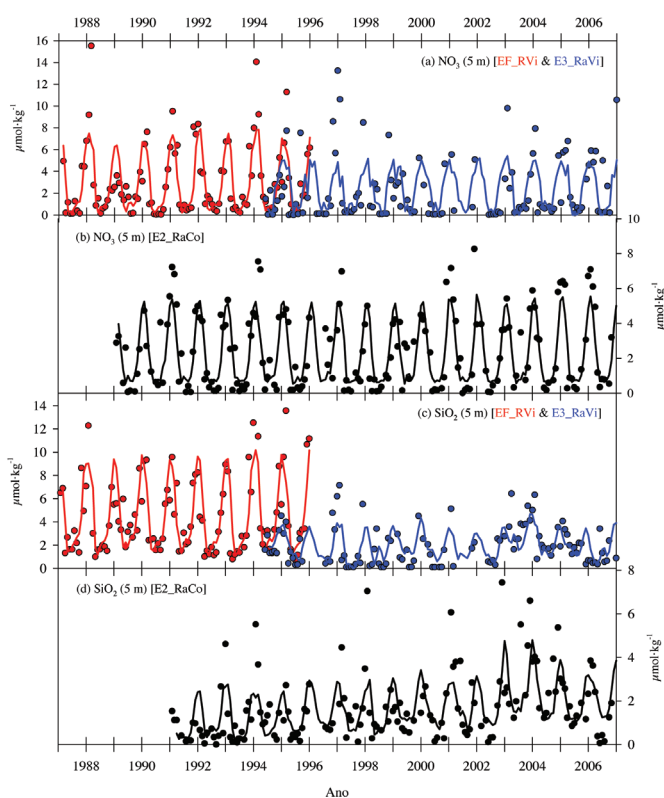 1988 1990 1992 1994 1996 1998 2000 2002 2004 2006
16
14
12
10
8
6
4
2
0
µmol·kg⁻¹
(a) NO₃ (5 m) [EF_RVi & E3_RaVi]
10
8
6
4
2
0
µmol·kg⁻¹
(b) NO₃ (5 m) [E2_RaCo]
14
12
10
8
6
4
2
0
µmol·kg⁻¹
(c) SiO₂ (5 m) [EF_RVi & E3_RaVi]
8
6
4
2
0
µmol·kg⁻¹
(d) SiO₂ (5 m) [E2_RaCo]
1988 1990 1992 1994 1996 1998 2000 2002 2004 2006
Ano